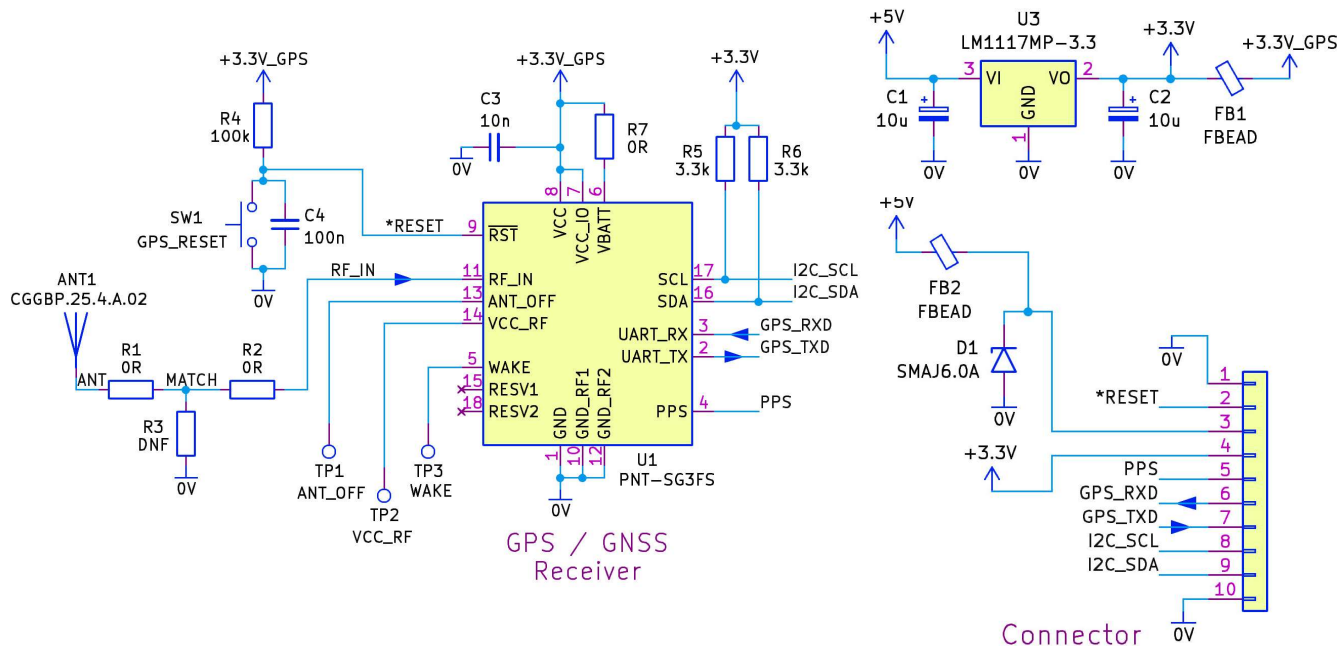 +3.3V_GPS
R4
100k
SW1
GPS_RESET
C4
100n
0V
*RESET
ANT1
CGGBP.25.4.A.02
RF_IN
R1
0R
ANT
MATCH
R2
0R
R3
DNF
0V
TP1
ANT_OFF
TP2
VCC_RF
TP3
WAKE
+3.3V_GPS
C3
10n
0V
R7
0R
8
7
6
VCC
VCC_IO
VBATT
9
RST
11
RF_IN
13
ANT_OFF
14
VCC_RF
5
WAKE
15
RESV1
18
RESV2
SCL
17
SDA
16
UART_RX
3
UART_TX
2
PPS
4
GND
GND_RF1
GND_RF2
1
10
12
0V
U1
PNT-SG3FS
GPS / GNSS
Receiver
+3.3V
R5
3.3k
R6
3.3k
I2C_SCL
I2C_SDA
GPS_RXD
GPS_TXD
PPS
+5V
C1
10u
0V
U3
LM1117MP-3.3
3
VI
VO
2
GND
1
0V
+3.3V
C2
10u
0V
FB1
FBEAD
+3.3V_GPS
+5V
FB2
FBEAD
D1
SMAJ6.0A
0V
0V
1
*RESET
2
3
+3.3V
4
PPS
5
GPS_RXD
6
GPS_TXD
7
I2C_SCL
8
I2C_SDA
9
10
0V
Connector